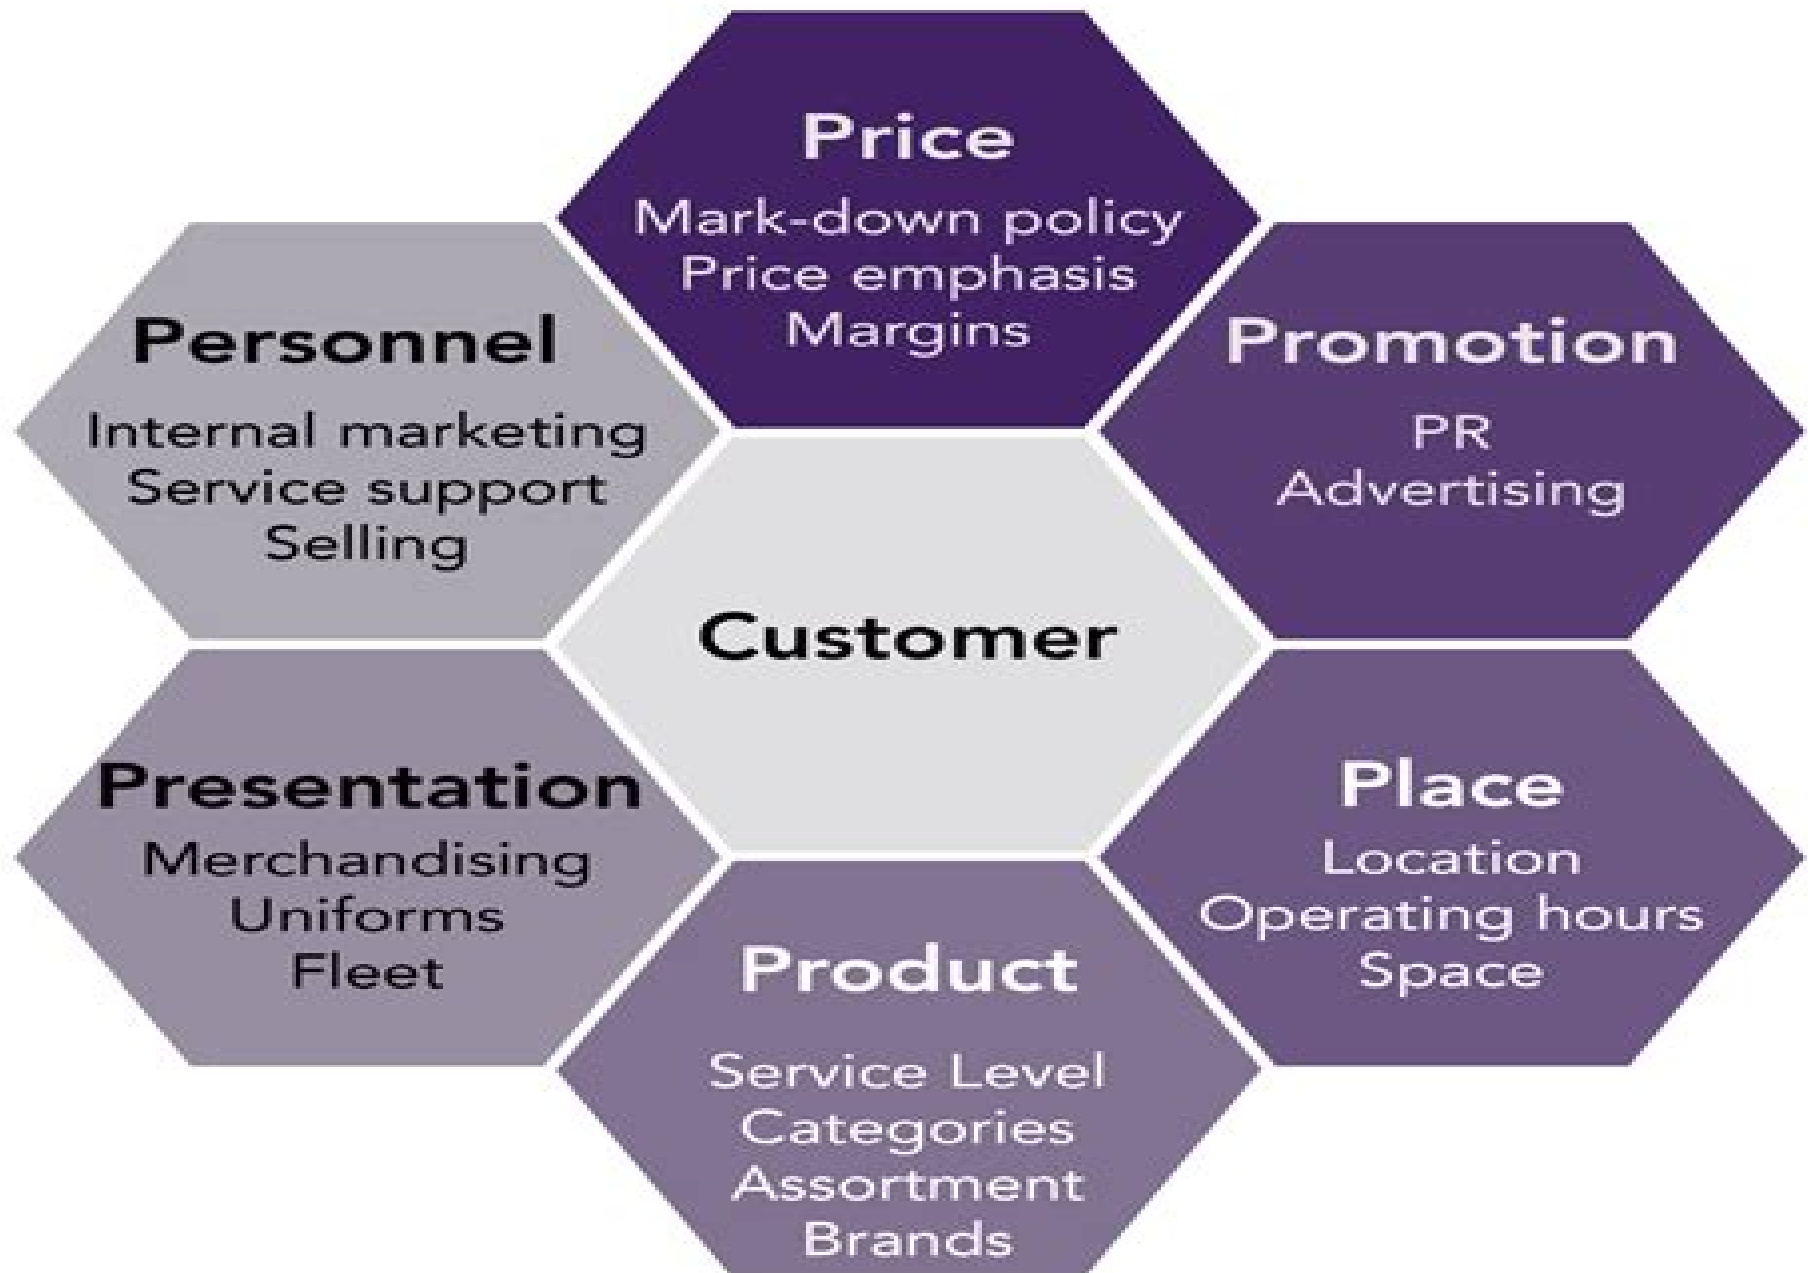 Price
Mark-down policy
Price emphasis
Margins
Personnel
Internal marketing
Service support
Selling
Promotion
PR
Advertising
Customer
Presentation
Merchandising
Uniforms
Fleet
Place
Location
Operating hours
Space
Product
Service Level
Categories
Assortment
Brands